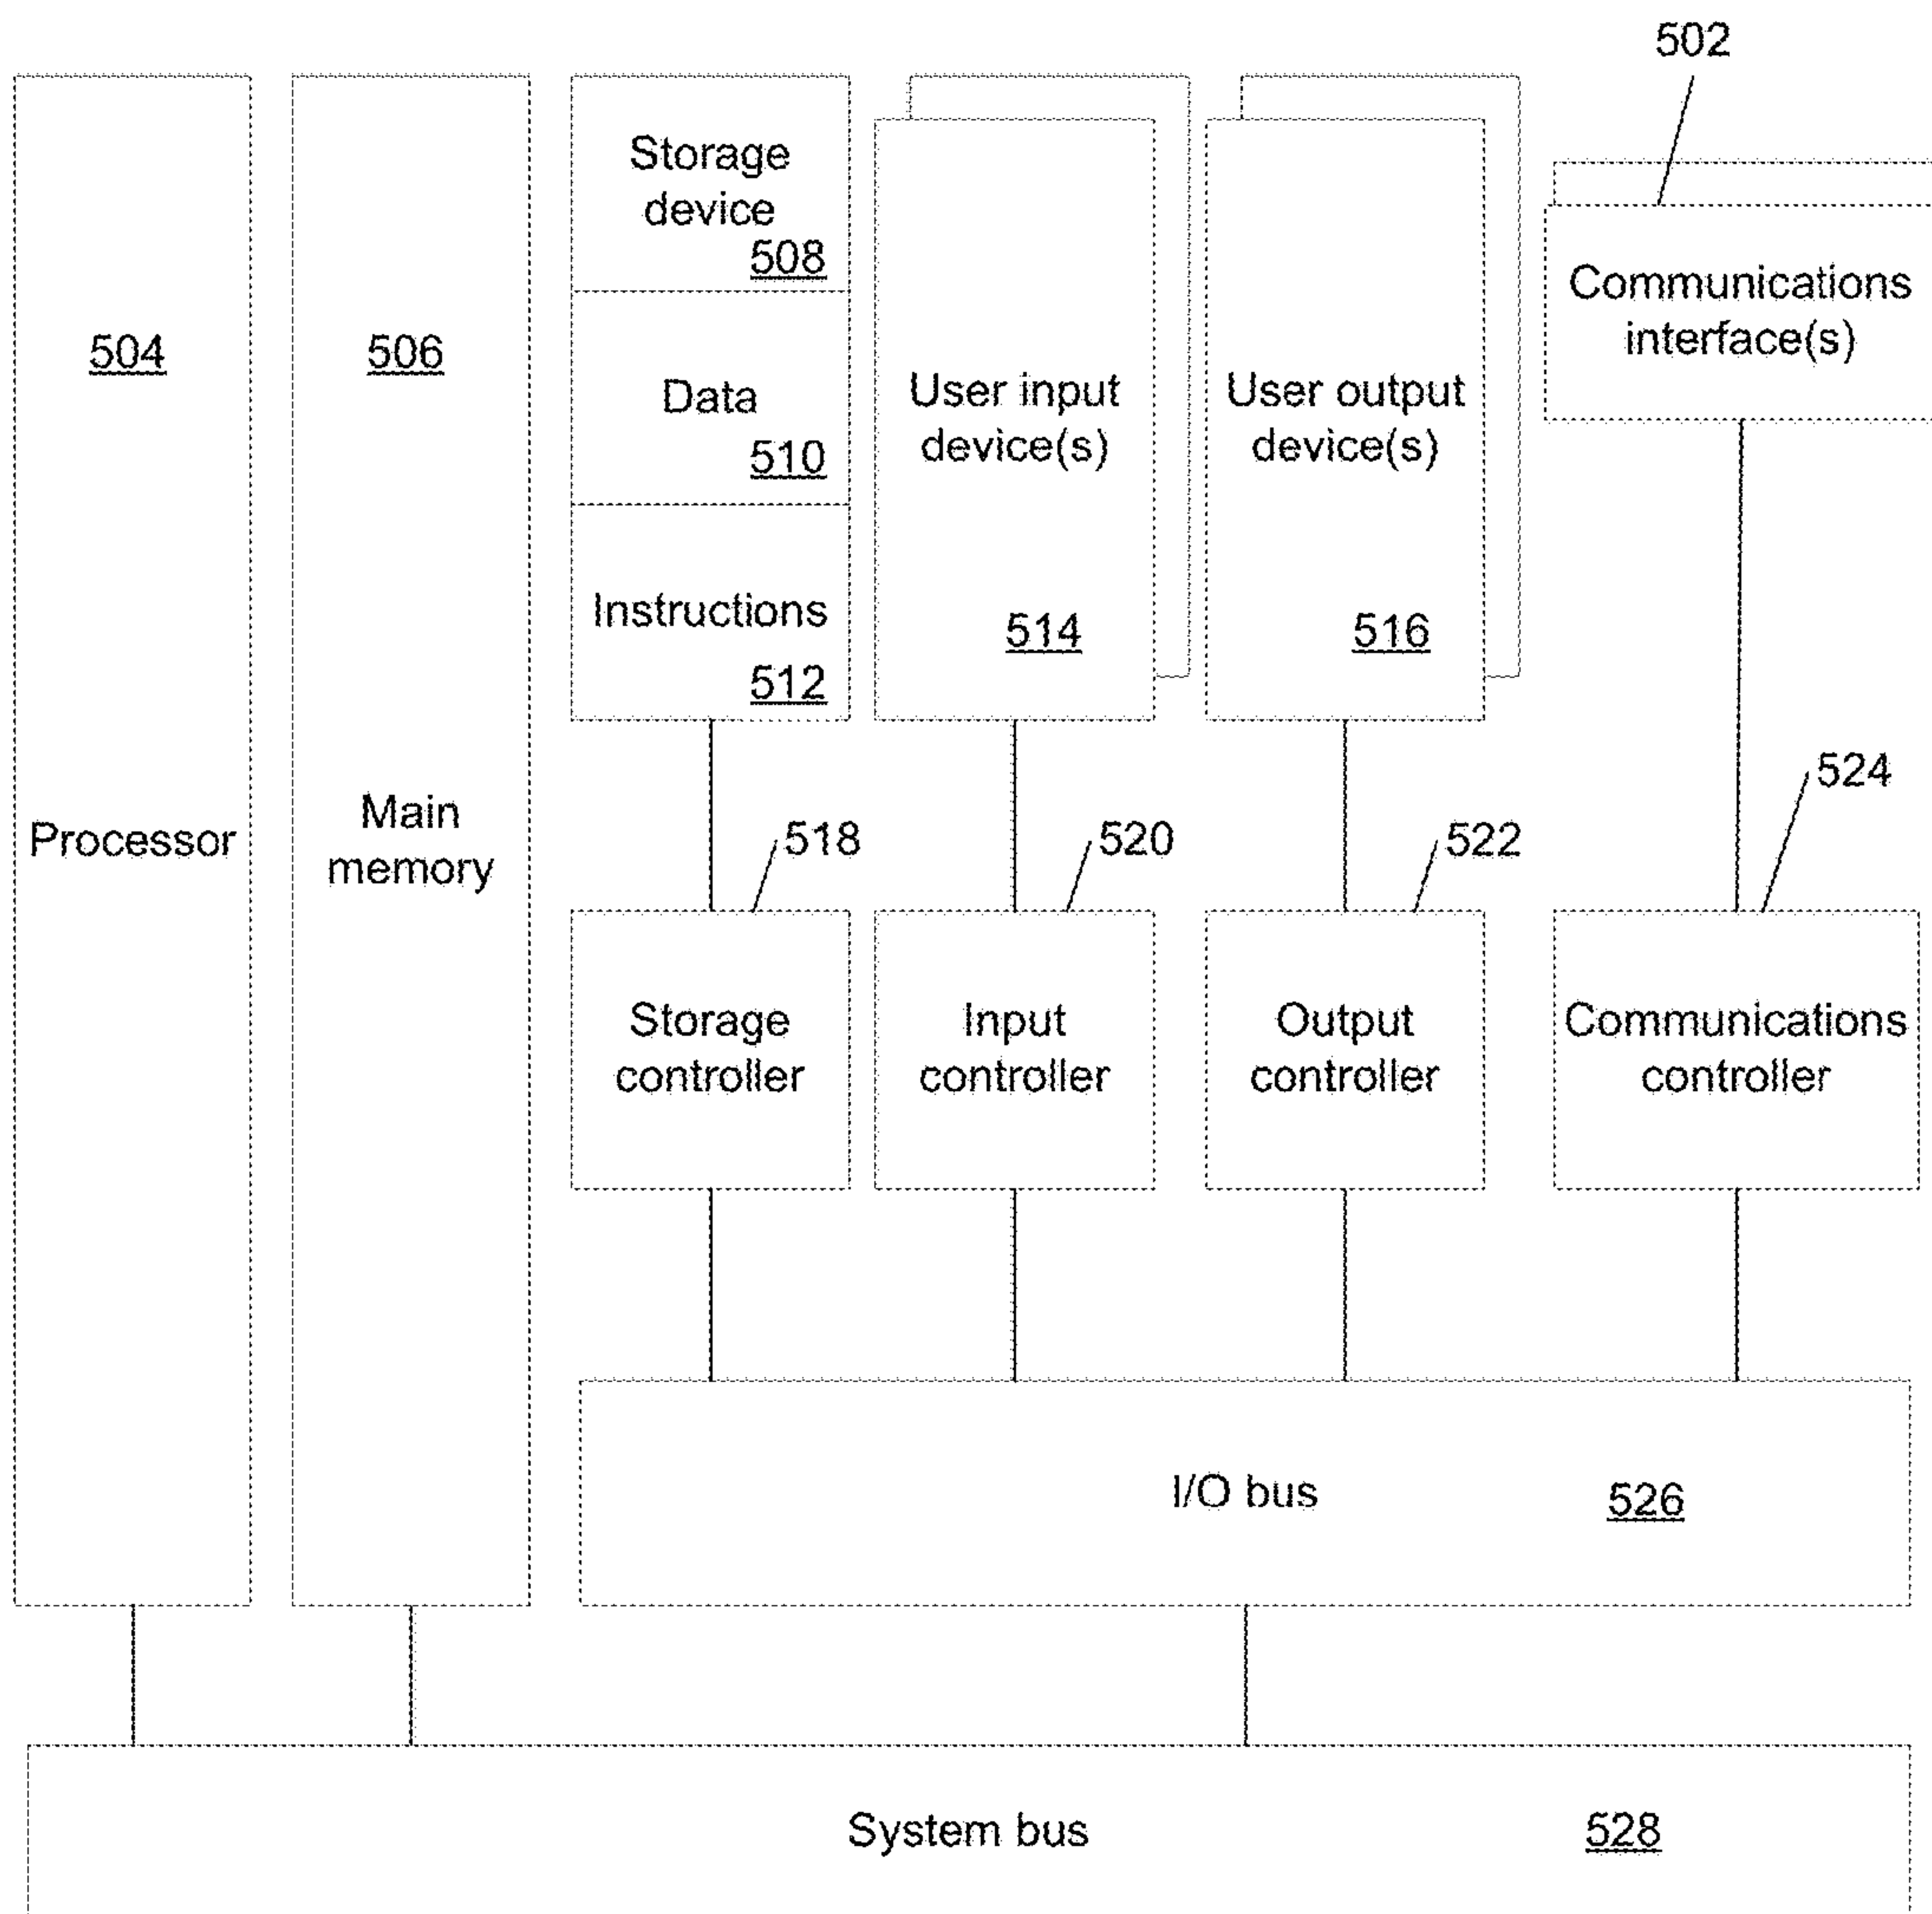 502
Storage
device
508
504
506
Communications
interface(s)
Data
510
User input
device(s)
User output
device(s)
Instructions
512
514
516
Processor
Main
memory
518
520
522
524
Storage
controller
Input
controller
Output
controller
Communications
controller
I/O bus
526
System bus
528